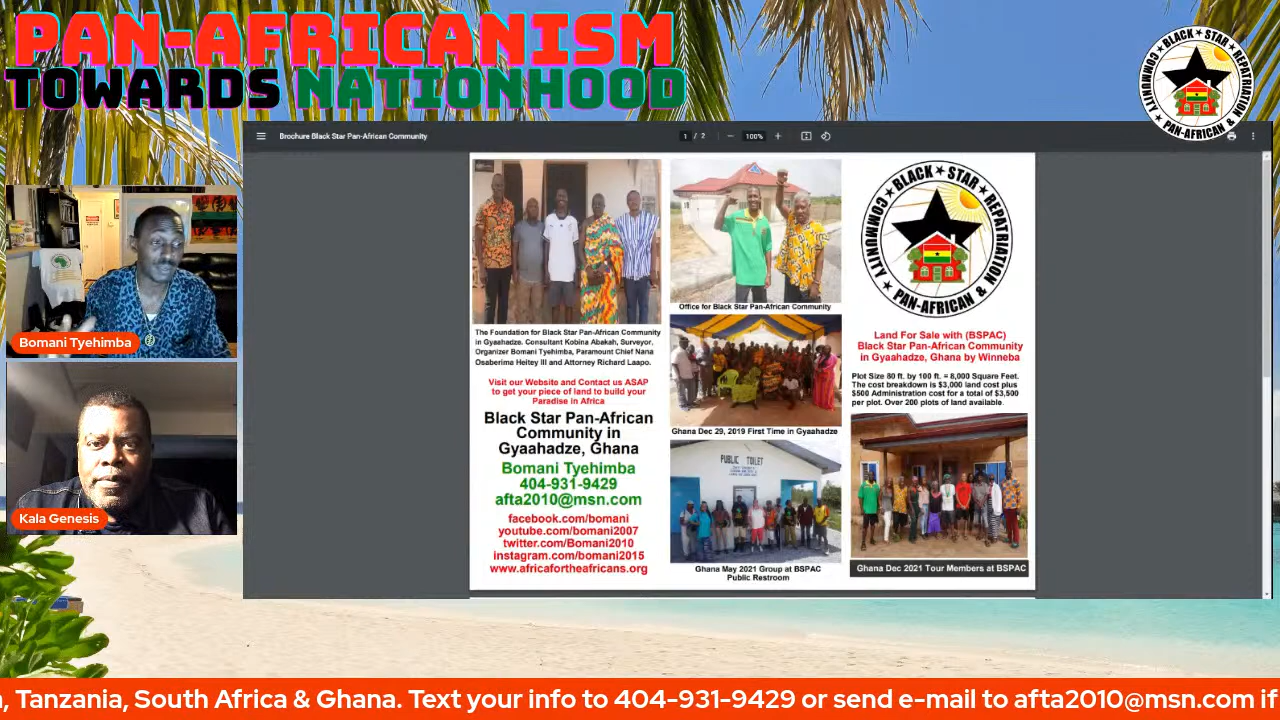 PAN-AFRICANISM
TOWARDS NATIONHOOD
BLACK ★ STAR
REPATRIATION
COMMUNITY
PAN-AFRICAN &
Brochure Black Star Pan-African Community
1 / 2
100%
Bomani Tyehimba
Kala Genesis
The Foundation for Black Star Pan-African Community
in Gyaahadze. Consultant Kobina Abakah, Surveyor.
Organizer Bomani Tyehimba, Paramount Chief Nana
Osaberima Heitey III and Attorney Richard Laapo.
Visit our Website and Contact us ASAP
to get your piece of land to build your
Paradise in Africa
Black Star Pan-African
Community in
Gyaahadze, Ghana
Bomani Tyehimba
404-931-9429
afta2010@msn.com
facebook.com/bomani
youtube.com/bomani2007
twitter.com/Bomani2010
instagram.com/bomani2015
www.africafortheafricans.org
Office for Black Star Pan-African Community
Ghana Dec 29, 2019 First Time in Gyaahadze
PUBLIC TOILET
Ghana May 2021 Group at BSPAC
Public Restroom
BLACK ★ STAR
REPATRIATION
COMMUNITY
PAN-AFRICAN &
Land For Sale with (BSPAC)
Black Star Pan-African Community
in Gyaahadze, Ghana by Winneba
Plot Size 80 ft. by 100 ft. = 8,000 Square Feet.
The cost breakdown is $3,000 land cost plus
$500 Administration cost for a total of $3,500
per plot. Over 200 plots of land available.
Ghana Dec 2021 Tour Members at BSPAC
, Tanzania, South Africa & Ghana. Text your info to 404-931-9429 or send e-mail to afta2010@msn.com if